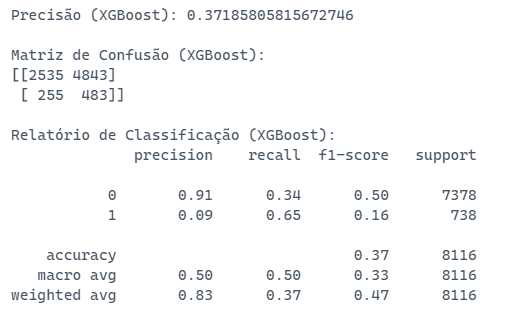 Precisão (XGBoost): 0.37185805815672746
Matriz de Confusão (XGBoost):
[[2535 4843]
[ 255 483]]
Relatório de Classificação (XGBoost):
precision recall f1-score support
0 0.91 0.34 0.50 7378
1 0.09 0.65 0.16 738
accuracy 0.37 8116
macro avg 0.50 0.50 0.33 8116
weighted avg 0.83 0.37 0.47 8116